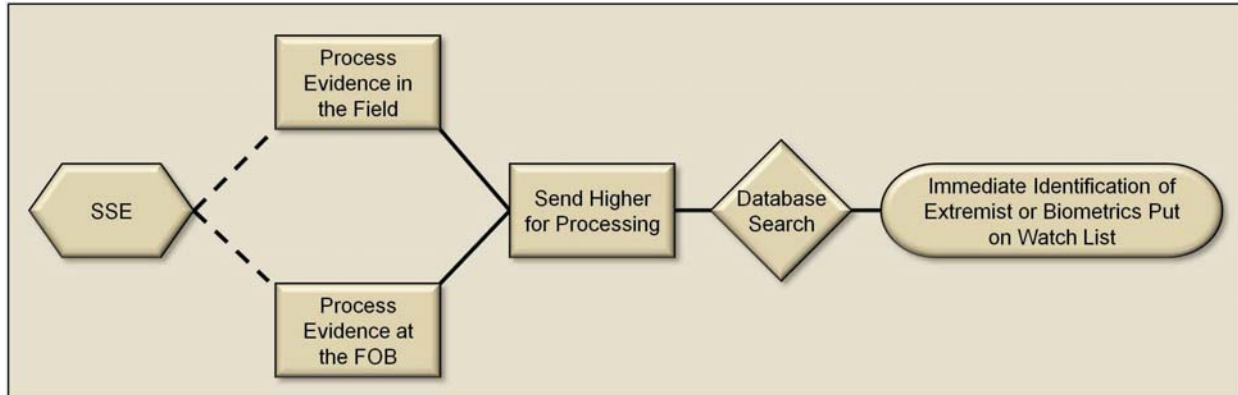 SSE
Process
Evidence in
the Field
Process
Evidence at
the FOB
Send Higher
for Processing
Database
Search
Immediate Identification of
Extremist or Biometrics Put
on Watch List